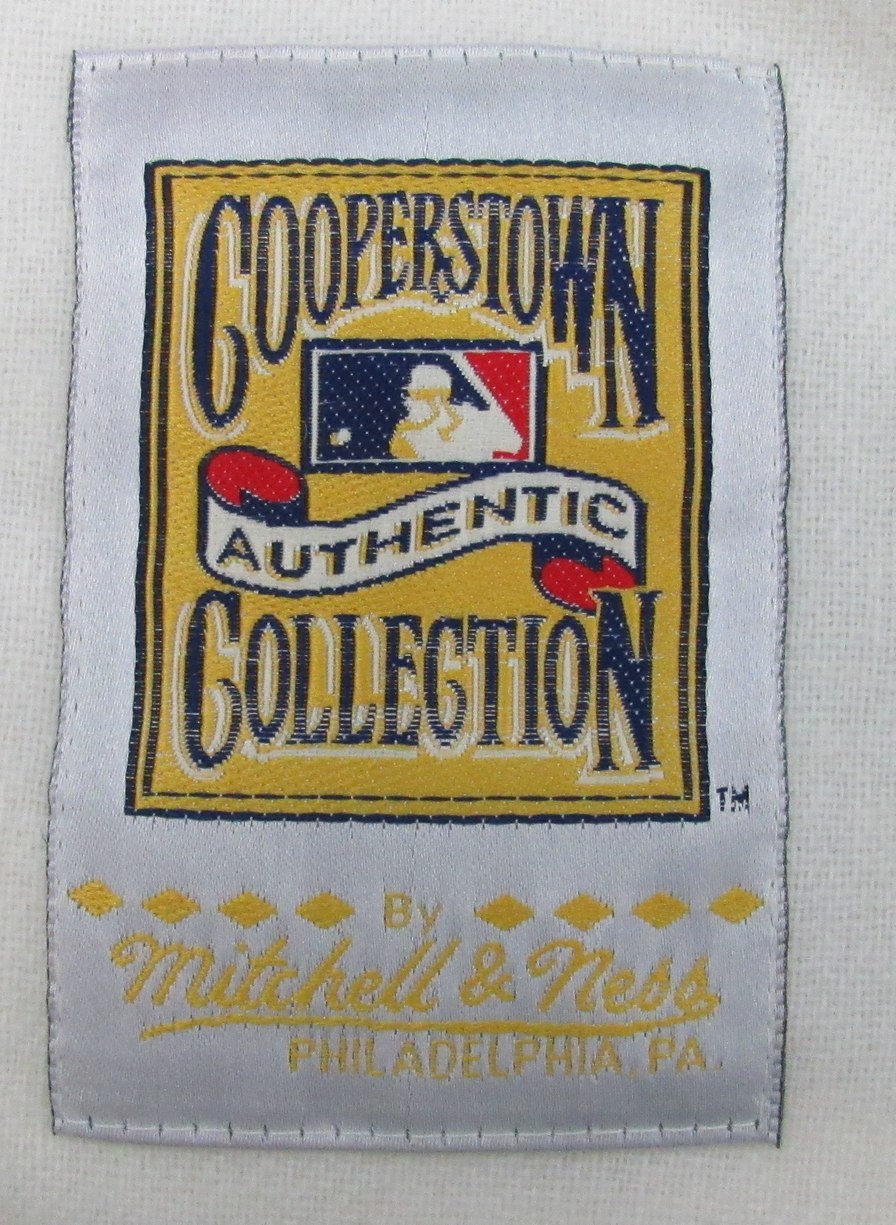 COOPERSTOWN
AUTHENTIC
COLLECTION
TM
By
Mitchell & Ness
PHILADELPHIA, PA.